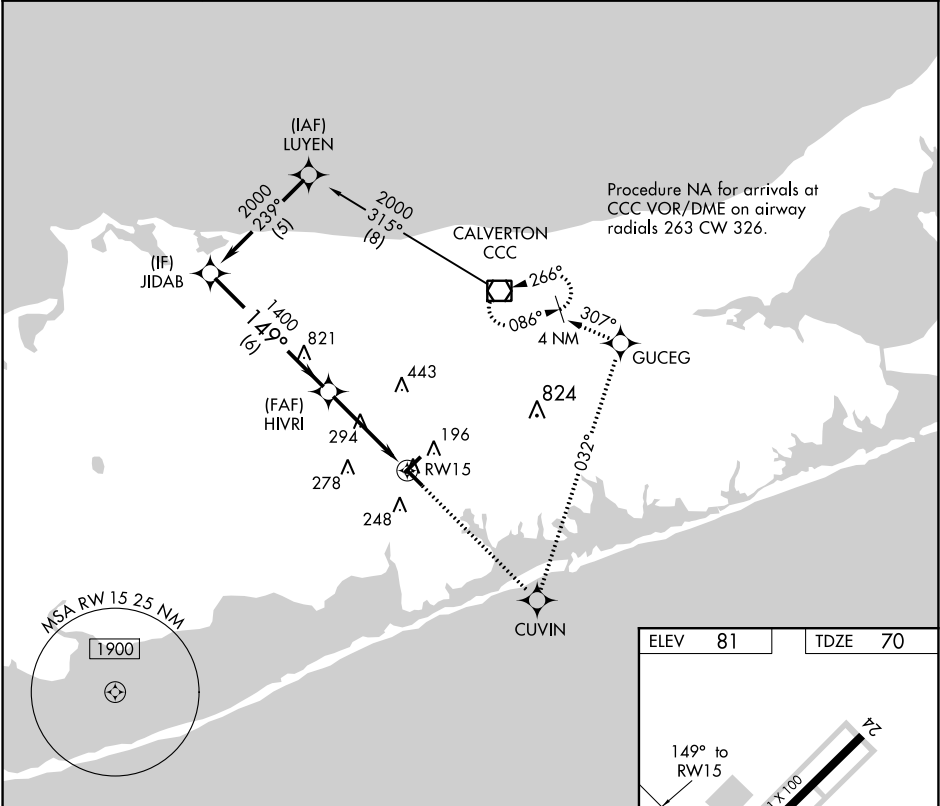 (IAF)
LUYEN
2000
239°
(5)
2000
315°
(8)
Procedure NA for arrivals at
CCC VOR/DME on airway
radials 263 CW 326.
CALVERTON
CCC
(IF)
JIDAB
266°
086°
4 NM
307°
GUCEG
1400
149°
(6)
821
443
824
(FAF)
HIVRI
294
196
RW15
278
248
032°
CUVIN
MSA RW 15 25 NM
1900
ELEV 81
TDZE 70
149° to
RW15
24
X 100